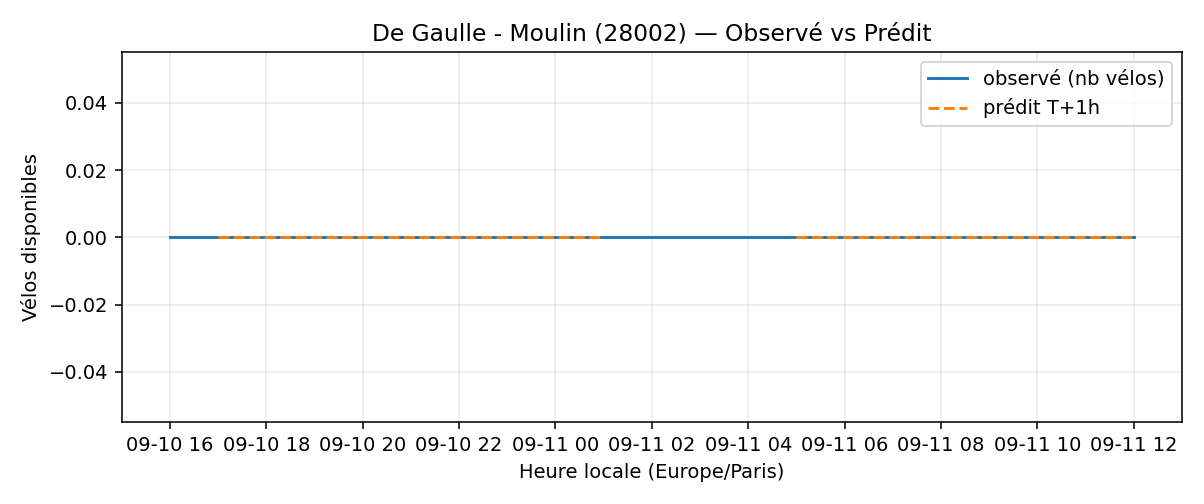 De Gaulle - Moulin (28002) — Observé vs Prédit
observé (nb vélos)
prédit T+1h
Vélos disponibles
0.04
0.02
0.00
−0.02
−0.04
09-10 16 09-10 18 09-10 20 09-10 22 09-11 00 09-11 02 09-11 04 09-11 06 09-11 08 09-11 10 09-11 12
Heure locale (Europe/Paris)